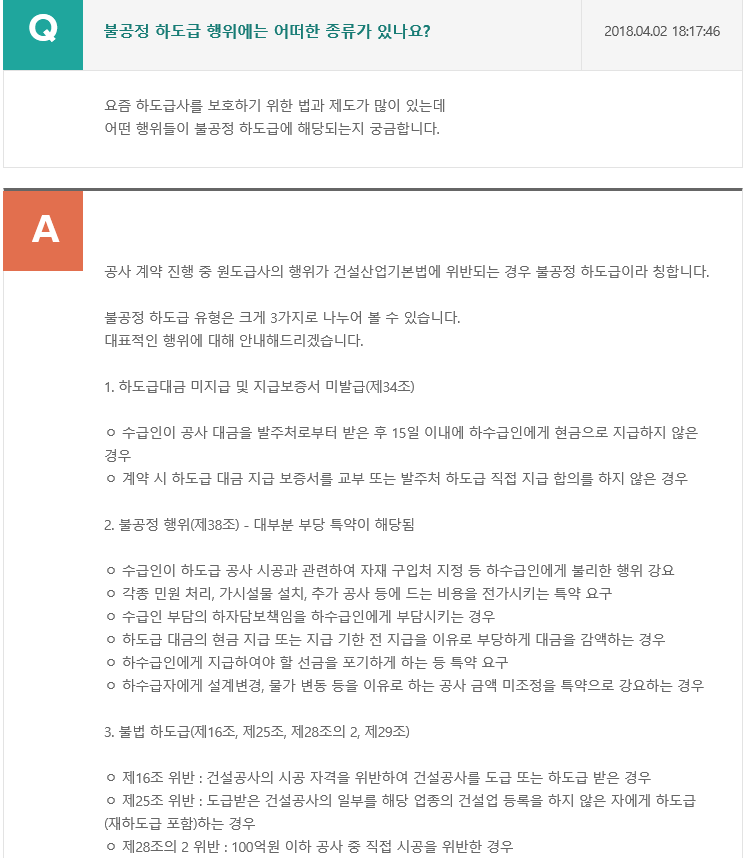 Q
불공정 하도급 행위에는 어떠한 종류가 있나요?
2018.04.02 18:17:46
요즘 하도급사를 보호하기 위한 법과 제도가 많이 있는데
어떤 행위들이 불공정 하도급에 해당되는지 궁금합니다.
A
공사 계약 진행 중 원도급사의 행위가 건설산업기본법에 위반되는 경우 불공정 하도급이라 칭합니다.
불공정 하도급 유형은 크게 3가지로 나누어 볼 수 있습니다.
대표적인 행위에 대해 안내해드리겠습니다.
1. 하도급대금 미지급 및 지급보증서 미발급(제34조)
ㅇ 수급인이 공사 대금을 발주처로부터 받은 후 15일 이내에 하수급인에게 현금으로 지급하지 않은
경우
ㅇ 계약 시 하도급 대금 지급 보증서를 교부 또는 발주처 하도급 직접 지급 합의를 하지 않은 경우
2. 불공정 행위(제38조) - 대부분 부당 특약이 해당됨
ㅇ 수급인이 하도급 공사 시공과 관련하여 자재 구입처 지정 등 하수급인에게 불리한 행위 강요
ㅇ 각종 민원 처리, 가시설물 설치, 추가 공사 등에 드는 비용을 전가시키는 특약 요구
ㅇ 수급인 부담의 하자담보책임을 하수급인에게 부담시키는 경우
ㅇ 하도급 대금의 현금 지급 또는 지급 기한 전 지급을 이유로 부당하게 대금을 감액하는 경우
ㅇ 하수급인에게 지급하여야 할 선금을 포기하게 하는 등 특약 요구
ㅇ 하수급자에게 설계변경, 물가 변동 등을 이유로 하는 공사 금액 미조정을 특약으로 강요하는 경우
3. 불법 하도급(제16조, 제25조, 제28조의 2, 제29조)
ㅇ 제16조 위반 : 건설공사의 시공 자격을 위반하여 건설공사를 도급 또는 하도급 받은 경우
ㅇ 제25조 위반 : 도급받은 건설공사의 일부를 해당 업종의 건설업 등록을 하지 않은 자에게 하도급
(재하도급 포함)하는 경우
ㅇ 제28조의 2 위반 : 100억원 이하 공사 중 직접 시공을 위반한 경우